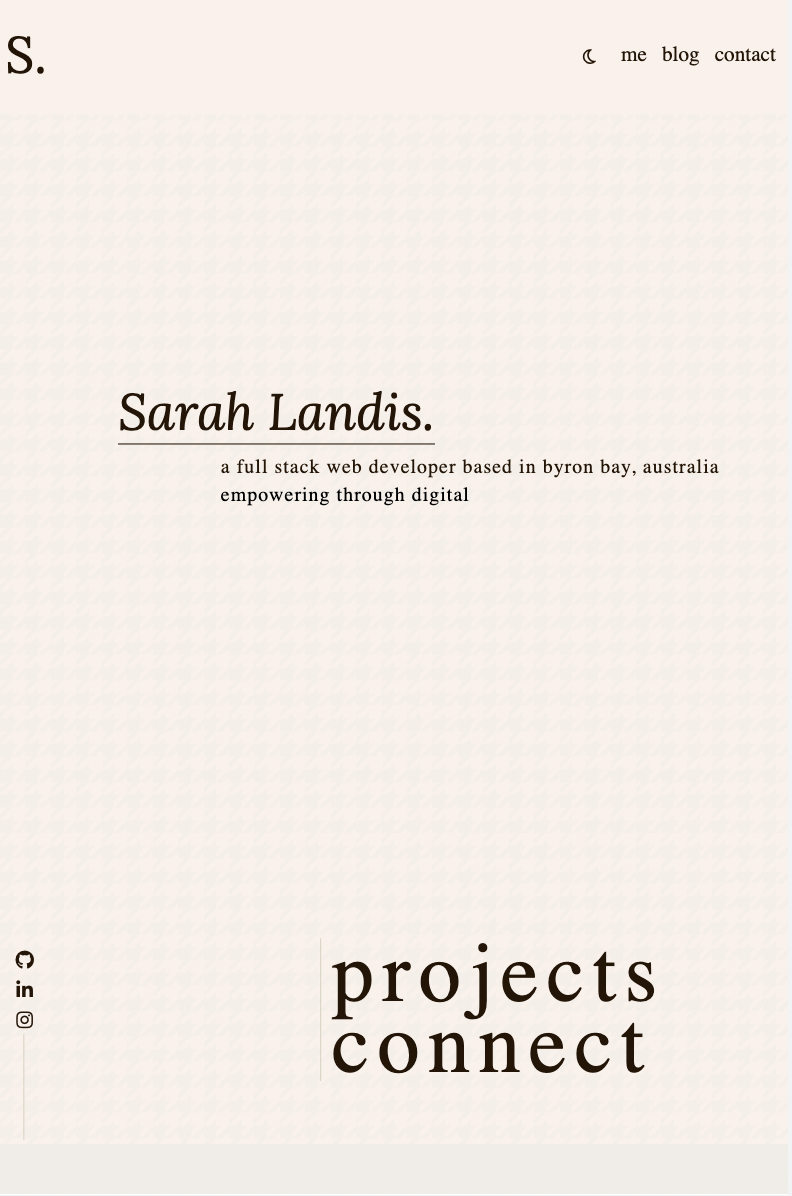 S.
me blog contact
Sarah Landis.
a full stack web developer based in byron bay, australia
empowering through digital
projects
connect